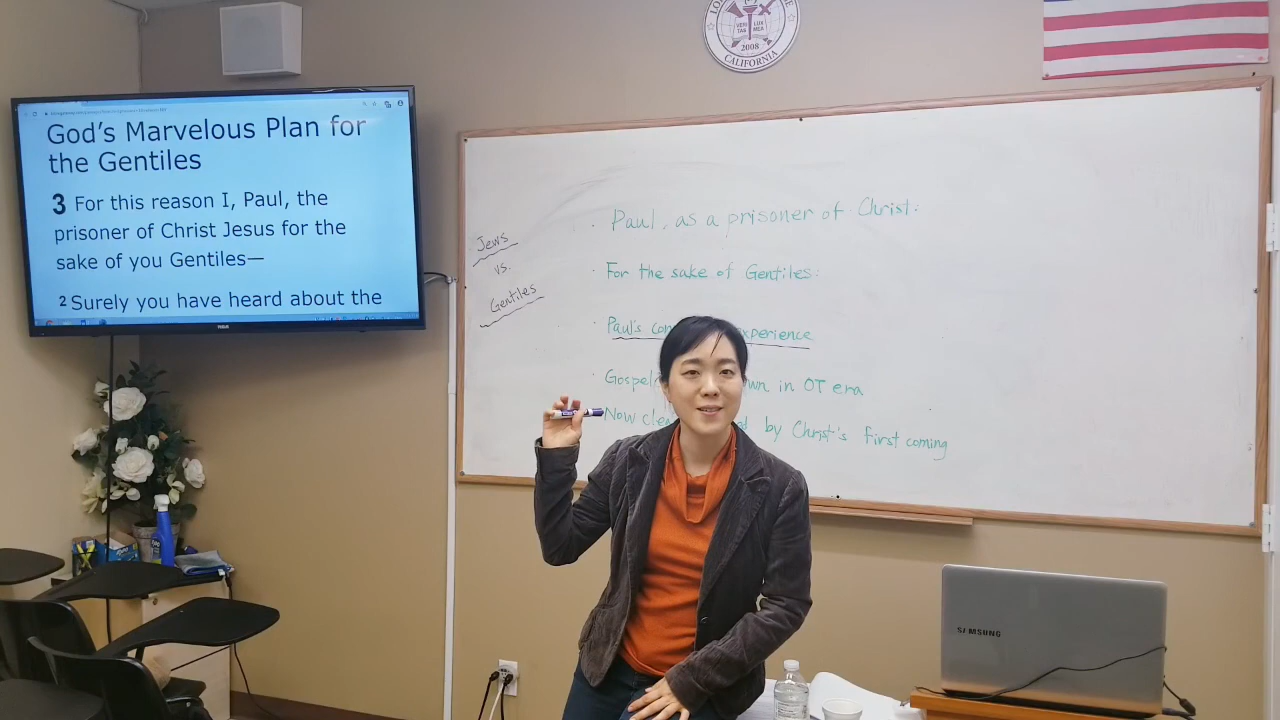 God's Marvelous Plan for
the Gentiles
3 For this reason I, Paul, the
prisoner of Christ Jesus for the
sake of you Gentiles—
2 Surely you have heard about the
VERI TAS LUX MEA
2008
CALIFORNIA
Jews
vs.
Gentiles
· Paul, as a prisoner of Christ:
· For the sake of Gentiles:
· Paul's experience
· Gospel in OT era
· Now by Christ's first coming
SAMSUNG
RCA